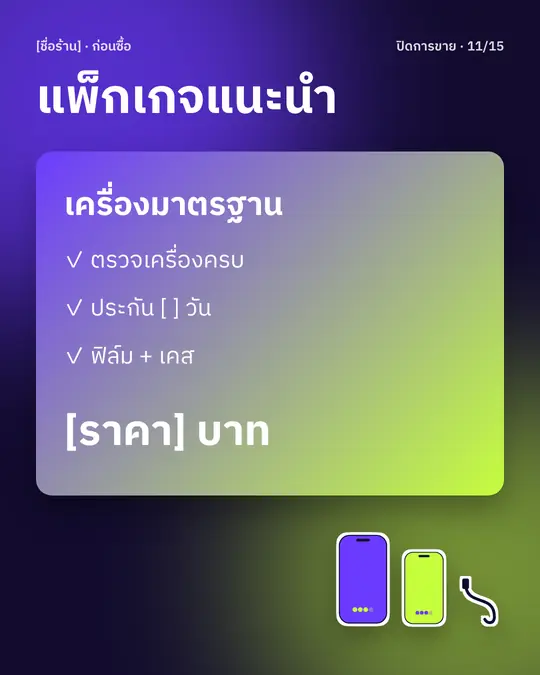 [ชื่อร้าน] · ก่อนซื้อ
ปิดการขาย · 11/15
แพ็กเกจแนะนำ
เครื่องมาตรฐาน
✓ ตรวจเครื่องครบ
✓ ประกัน [ ] วัน
✓ ฟิล์ม + เคส
[ราคา] บาท